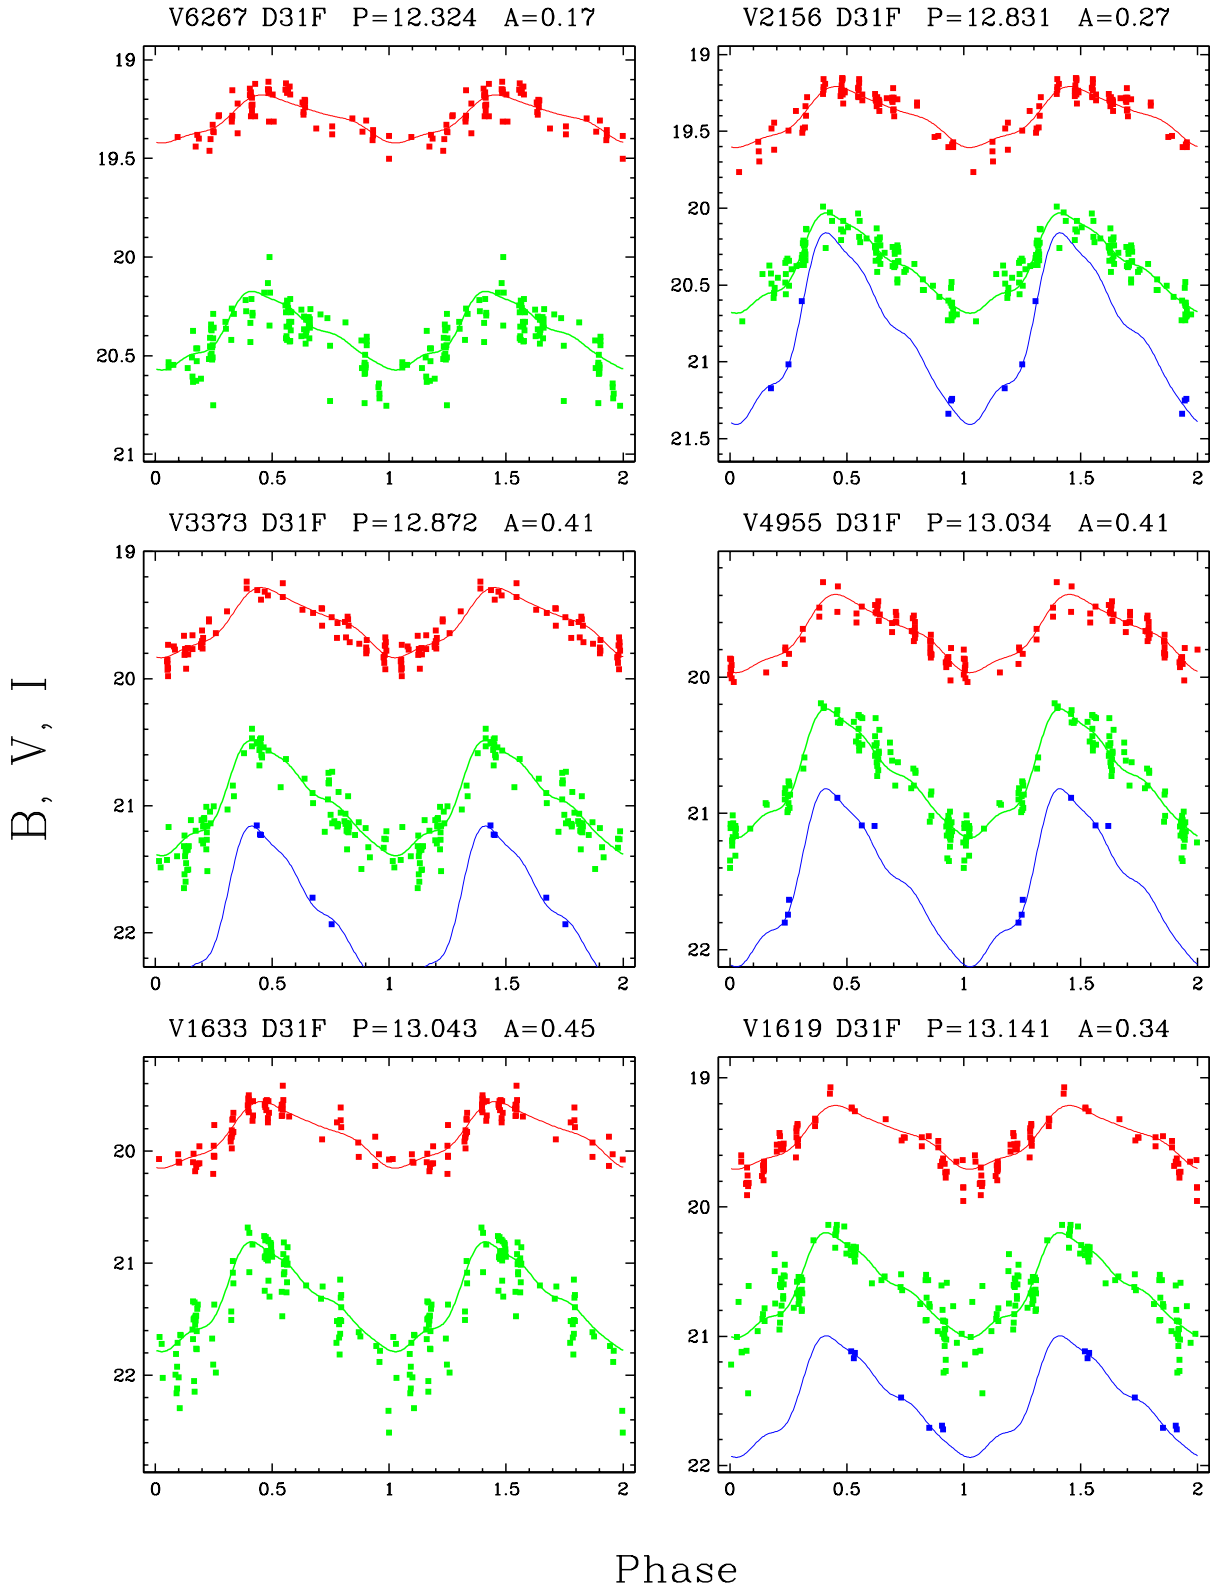 V6267 D31F P=12.324 A=0.17
V2156 D31F P=12.831 A=0.27
19
19.5
20
20.5
21
0 0.5 1 1.5 2
19
19.5
20
20.5
21
21.5
0 0.5 1 1.5 2
V3373 D31F P=12.872 A=0.41
V4955 D31F P=13.034 A=0.41
19
20
21
22
0 0.5 1 1.5 2
20
21
22
0 0.5 1 1.5 2
B, V, I
V1633 D31F P=13.043 A=0.45
V1619 D31F P=13.141 A=0.34
20
21
22
0 0.5 1 1.5 2
19
20
21
22
0 0.5 1 1.5 2
Phase